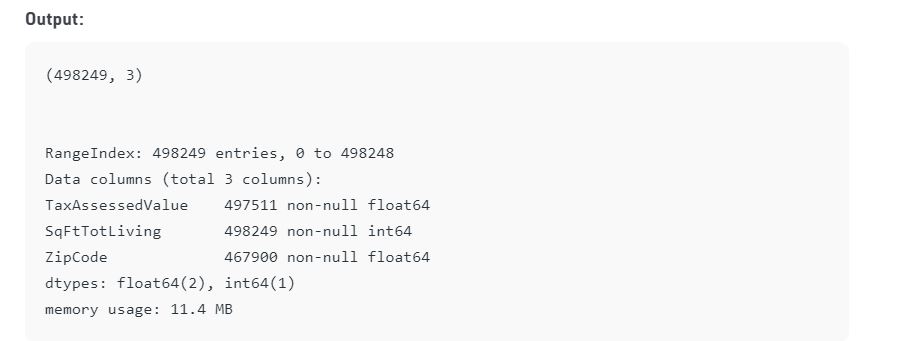 Output:
(498249, 3)
RangeIndex: 498249 entries, 0 to 498248
Data columns (total 3 columns):
TaxAssessedValue    497511 non-null float64
SqFtTotLiving       498249 non-null int64
ZipCode             467900 non-null float64
dtypes: float64(2), int64(1)
memory usage: 11.4 MB